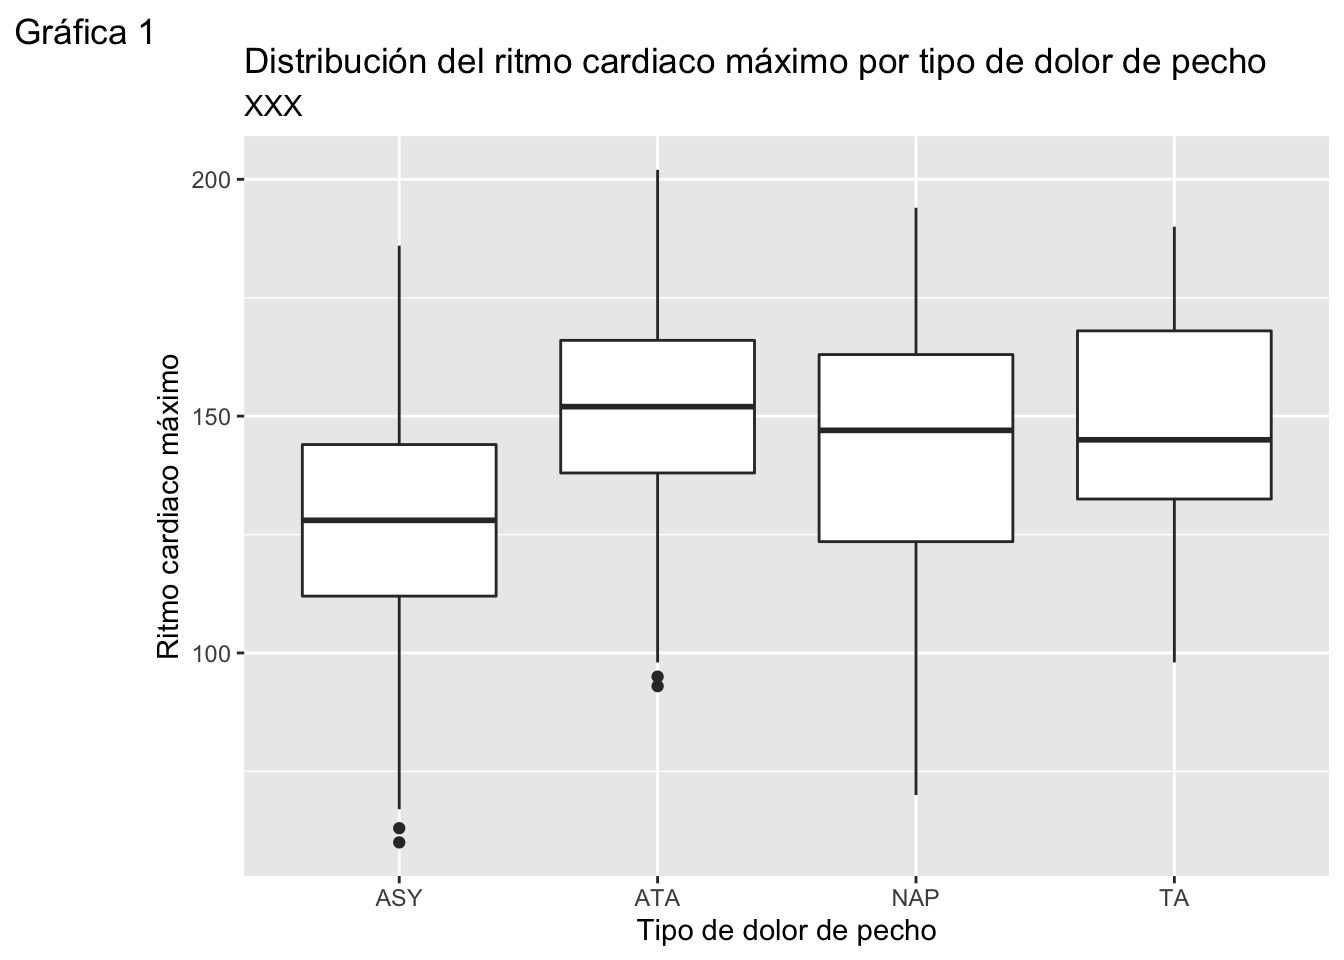 Gráfica 1
Distribución del ritmo cardiaco máximo por tipo de dolor de pecho
XXX
Ritmo cardiaco máximo
200
150
100
ASY ATA NAP TA
Tipo de dolor de pecho